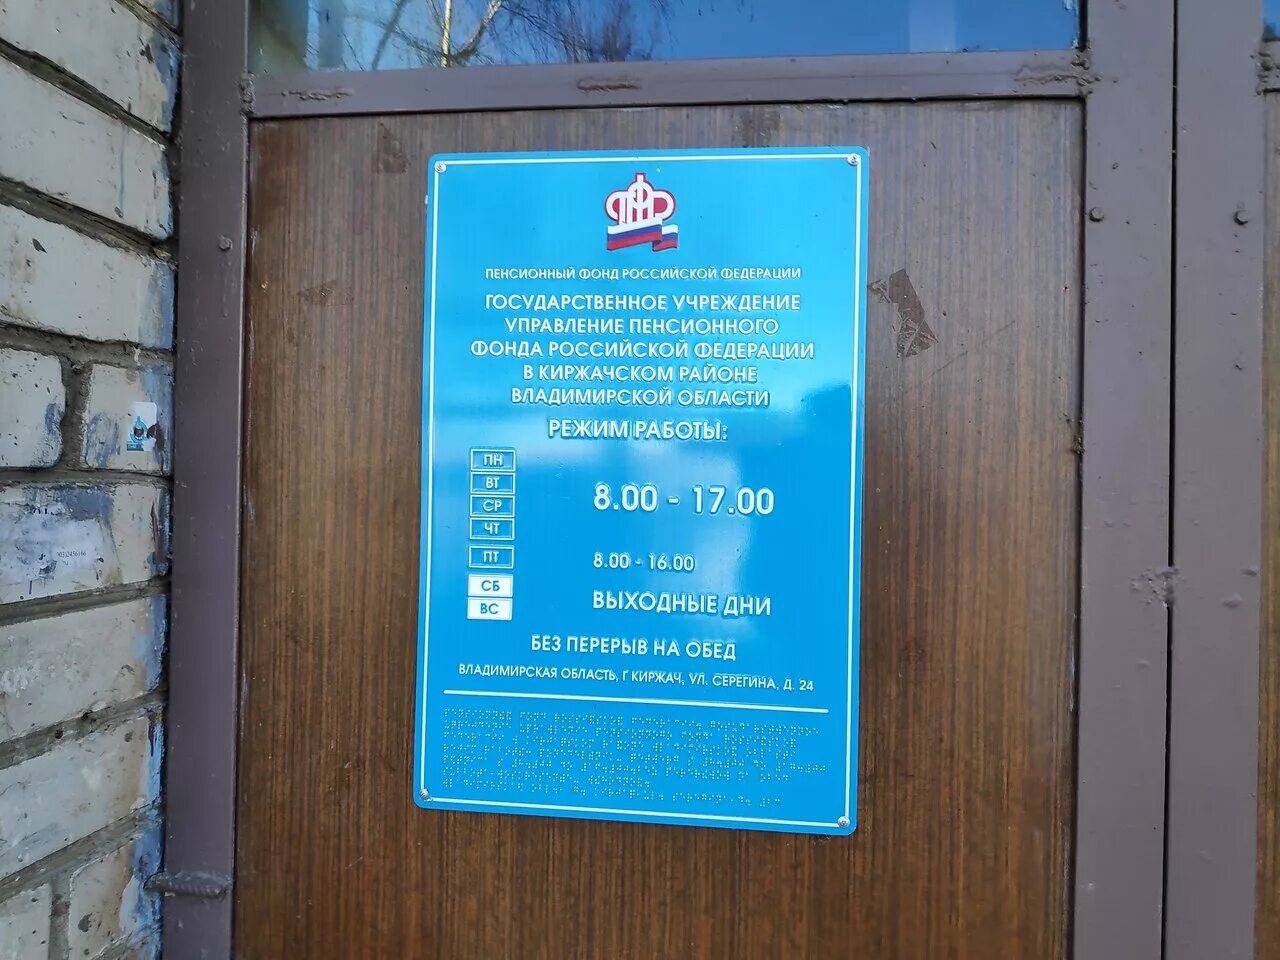 ПЕНСИОННЫЙ ФОНД РОССИЙСКОЙ ФЕДЕРАЦИИ
ГОСУДАРСТВЕННОЕ УЧРЕЖДЕНИЕ
УПРАВЛЕНИЕ ПЕНСИОННОГО
ФОНДА РОССИЙСКОЙ ФЕДЕРАЦИИ
В КИРЖАЧСКОМ РАЙОНЕ
ВЛАДИМИРСКОЙ ОБЛАСТИ
РЕЖИМ РАБОТЫ:
ПН
ВТ
СР
ЧТ
8.00 - 17.00
ПТ 8.00 - 16.00
СБ
ВС
ВЫХОДНЫЕ ДНИ
БЕЗ ПЕРЕРЫВ НА ОБЕД
ВЛАДИМИРСКАЯ ОБЛАСТЬ, Г КИРЖАЧ, УЛ. СЕРЕГИНА, Д. 24